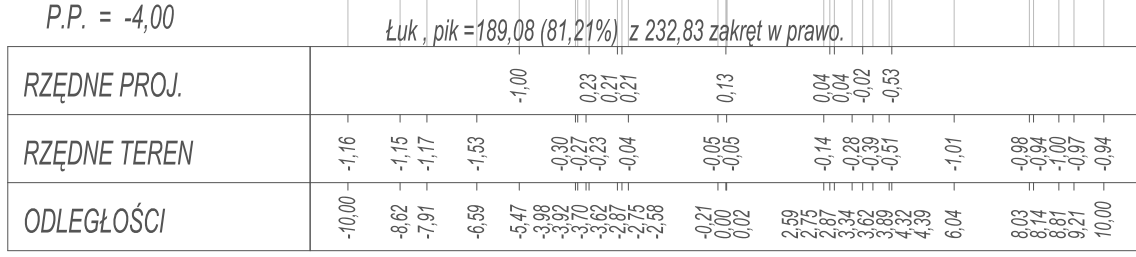 P.P. = -4,00
Łuk , pik =189,08 (81,21%) z 232,83 zakręt w prawo.
RZĘDNE PROJ. -1,00 0,23 0,21 0,21 0,13 0,04 0,04 -0,02 -0,53
RZĘDNE TEREN -1,16 -1,15 -1,17 -1,53 -0,30 -0,27 -0,23 -0,04 -0,05 -0,05 -0,14 -0,28 -0,39 -0,51 -1,01 -0,98 -0,94 -1,00 -0,97 -0,94
ODLEGŁOŚCI -10,00 -8,62 -7,91 -6,59 -5,47 -3,98 -3,92 -3,70 -3,62 -2,87 -2,75 -2,58 -0,21 0,00 0,02 2,59 2,75 2,87 3,34 3,62 3,89 4,32 4,39 6,04 8,03 8,14 8,81 9,21 10,00